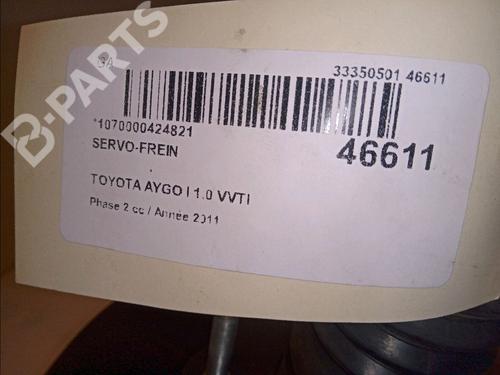 B-PARTS
33350501 46611
*1070000424821
46611
SERVO-FREIN
TOYOTA AYGO I 1.0 VVTI
Phase 2 cc / Année 2011